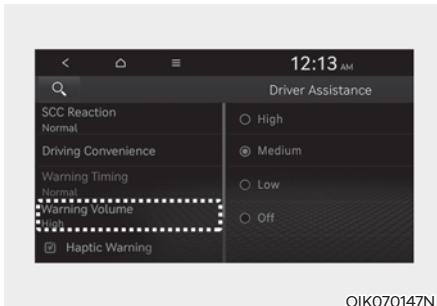 12:13 AM
Driver Assistance
SCC Reaction
Normal
Driving Convenience
Warning Timing
Normal
Warning Volume
High
Haptic Warning
High
Medium
Low
Off
OIK070147N